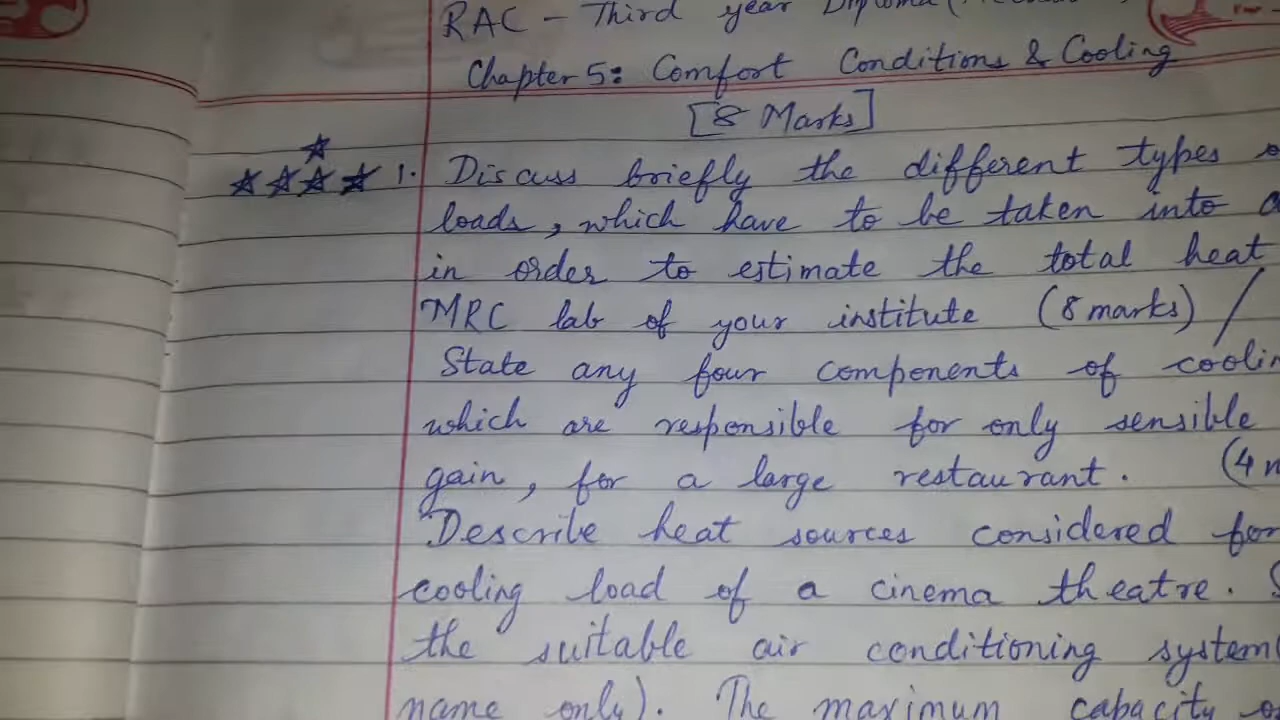 RAC - Third year Diploma (
Chapter 5: Comfort Conditions & Cooling
[8 Marks]
1. Discuss briefly the different types
loads, which have to be taken into
in order to estimate the total heat
MRC lab of your institute (8 marks) /
State any four components of
which are responsible for only sensible
gain, for a large restaurant. (4
Describe heat sources considered for
cooling load of a cinema theatre.
the suitable air conditioning system
name only). The maximum capacity